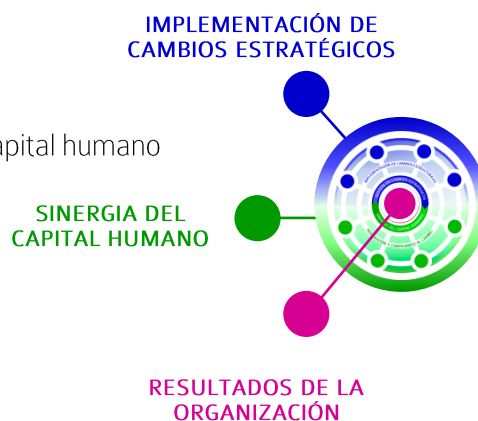 IMPLEMENTACIÓN DE
CAMBIOS ESTRATÉGICOS
apital humano
SINERGIA DEL
CAPITAL HUMANO
RESULTADOS DE LA
ORGANIZACIÓN